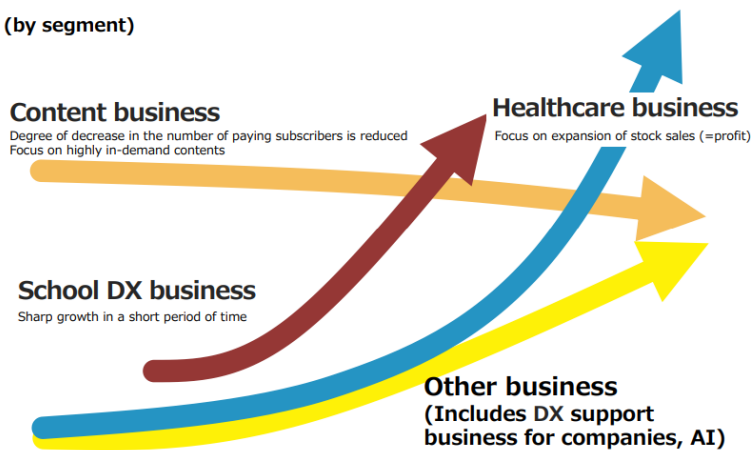 (by segment)
Content business
Degree of decrease in the number of paying subscribers is reduced
Focus on highly in-demand contents
Healthcare business
Focus on expansion of stock sales (=profit)
School DX business
Sharp growth in a short period of time
Other business
(Includes DX support
business for companies, AI)